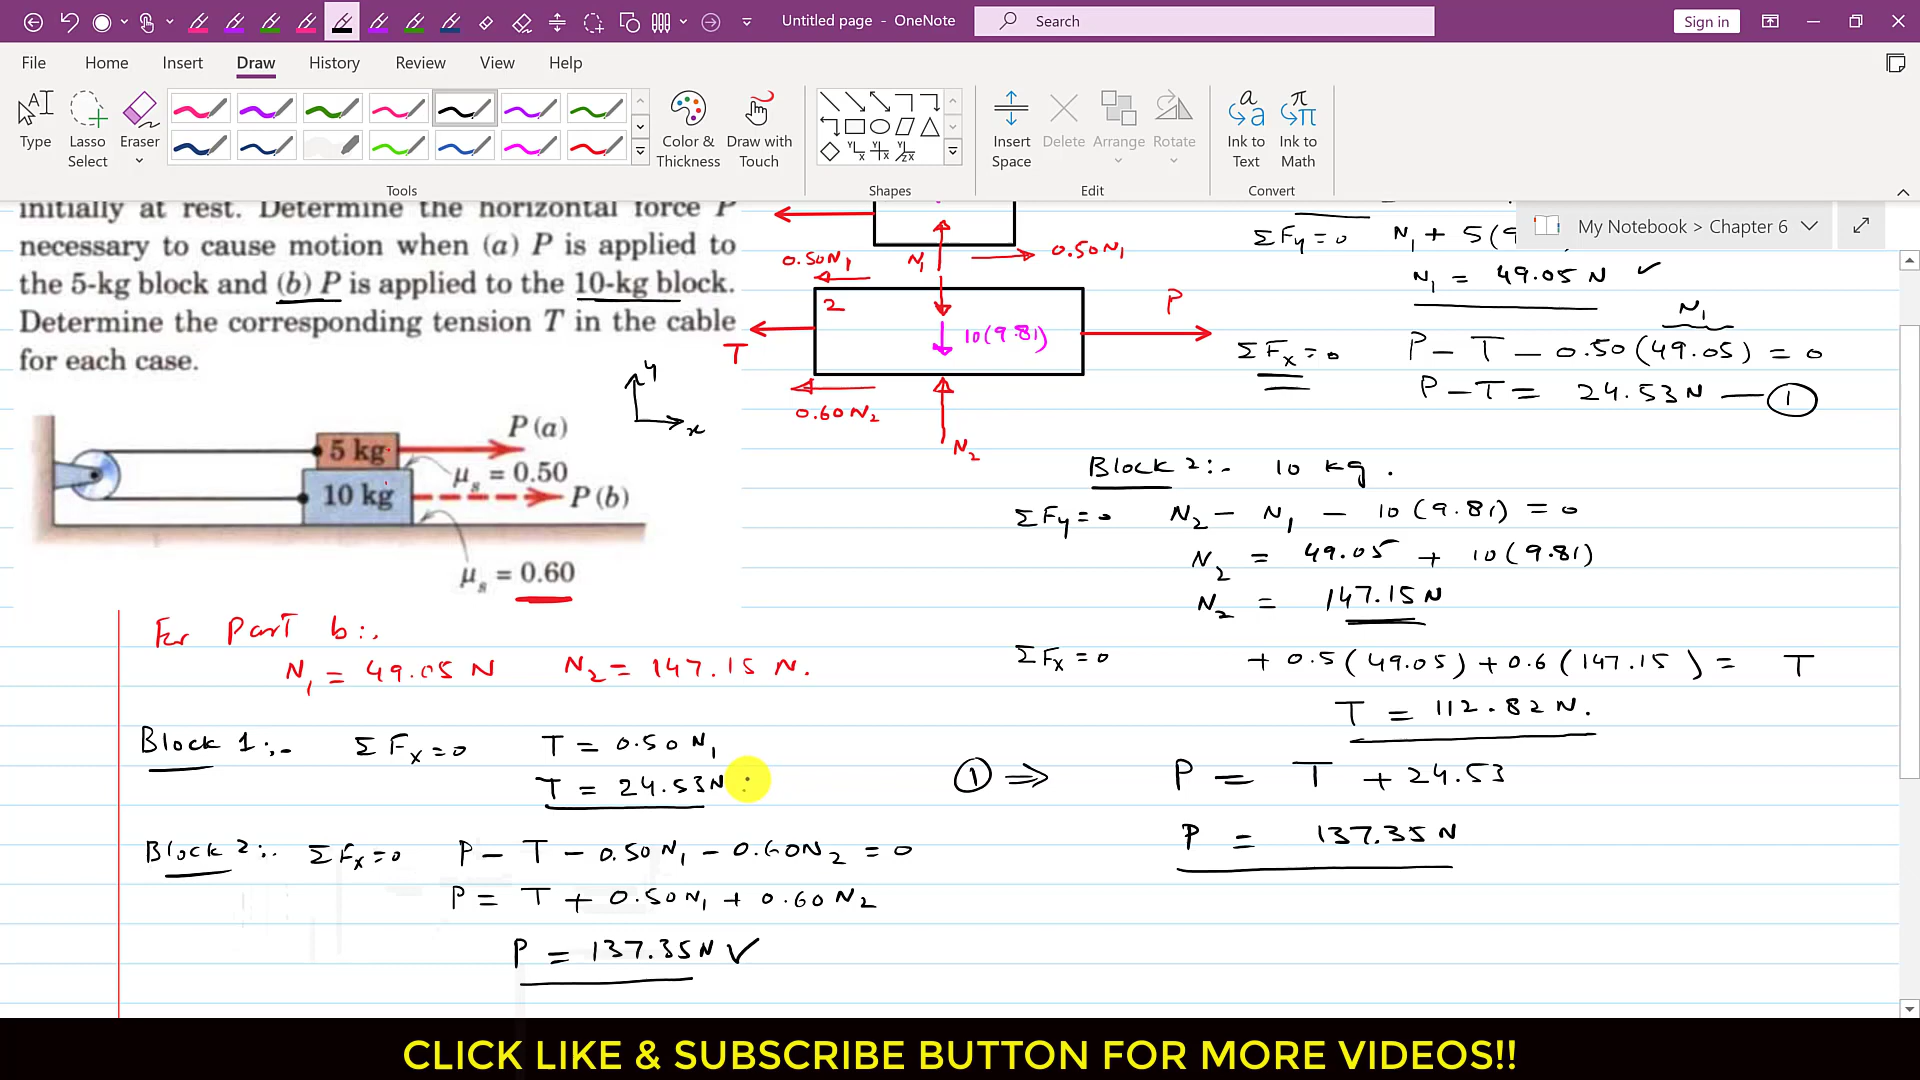 Untitled page - OneNote
Search
Sign in
File Home Insert Draw History Review View Help
Type
Lasso Select
Eraser
Color & Thickness
Draw with Touch
Insert Space
Delete
Arrange
Rotate
Ink to Text
Ink to Math
Tools
Shapes
Edit
Convert
My Notebook > Chapter 6
initially at rest. Determine the horizontal force P
necessary to cause motion when (a) P is applied to
the 5-kg block and (b) P is applied to the 10-kg block.
Determine the corresponding tension T in the cable
for each case.
5 kg
10 kg
P (a)
μs = 0.50
P (b)
μs = 0.60
y
x
0.50N1
N1
0.50N1
2
10(9.81)
P
T
0.60N2
N2
ΣFy=0 N1 + 5(9
N1 = 49.05 N ✓
N1
ΣFx=0 P - T - 0.50(49.05) = 0
P - T = 24.53N — 1
Block 2:- 10 kg.
ΣFy=0 N2 - N1 - 10(9.81) = 0
N2 = 49.05 + 10(9.81)
N2 = 147.15N
ΣFx=0 + 0.5(49.05) + 0.6(147.15) = T
T = 112.82N.
1 ⇒ P = T + 24.53
P = 137.35N
For Part b:.
N1 = 49.05 N N2 = 147.15 N.
Block 1:- ΣFx=0 T = 0.50N1
T = 24.53N
Block 2:. ΣFx=0 P - T - 0.50N1 - 0.60N2 = 0
P = T + 0.50N1 + 0.60N2
P = 137.35N ✓
CLICK LIKE & SUBSCRIBE BUTTON FOR MORE VIDEOS!!